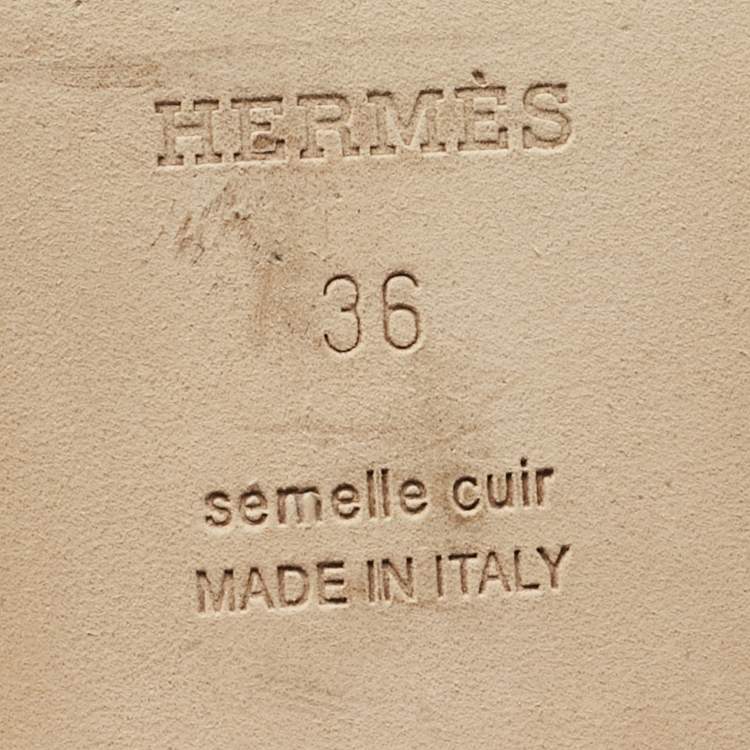 HERMÈS
36
semelle cuir
MADE IN ITALY